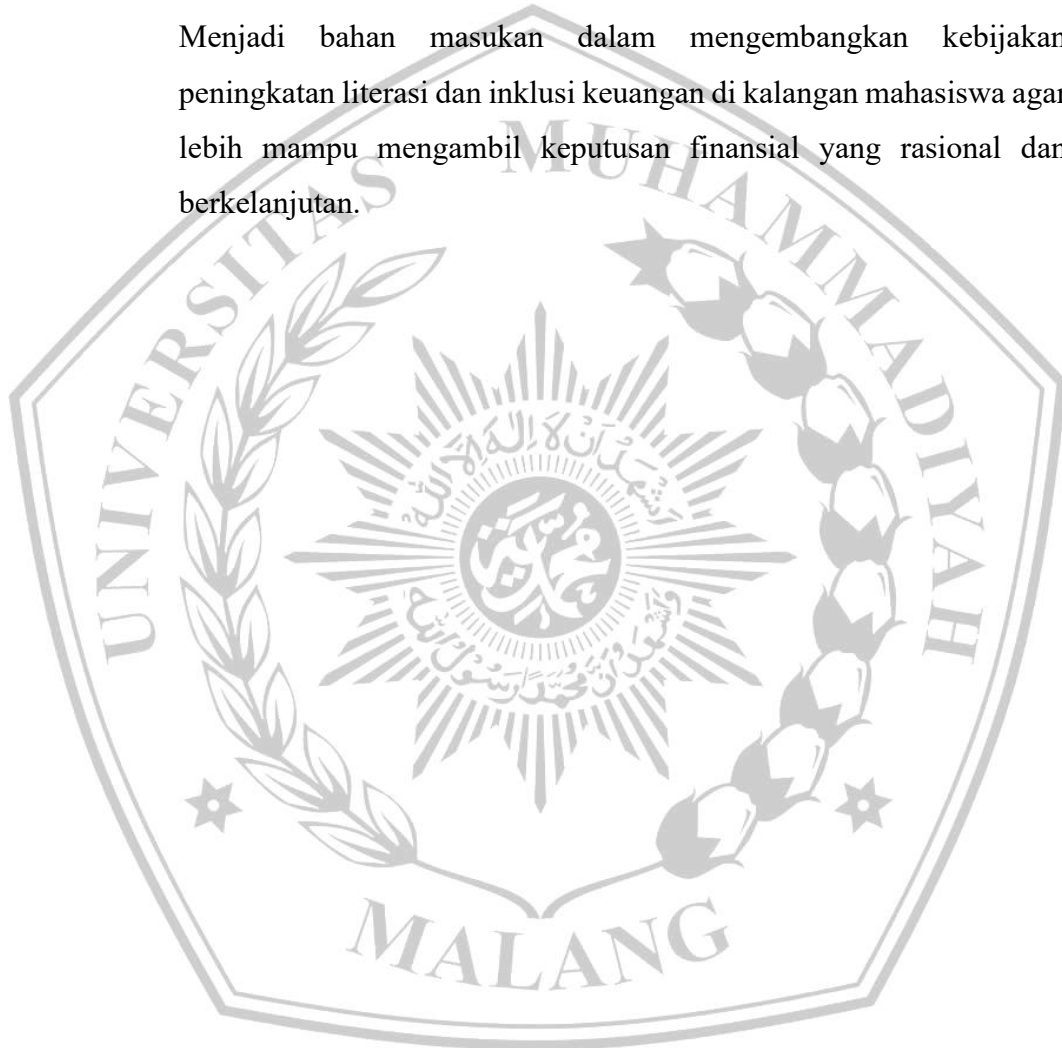 Menjadi bahan masukan dalam mengembangkan kebijakan
peningkatan literasi dan inklusi keuangan di kalangan mahasiswa agar
lebih mampu mengambil keputusan finansial yang rasional dan
berkelanjutan.
UNIVERSITAS MUHAMMADIYAH
MALANG